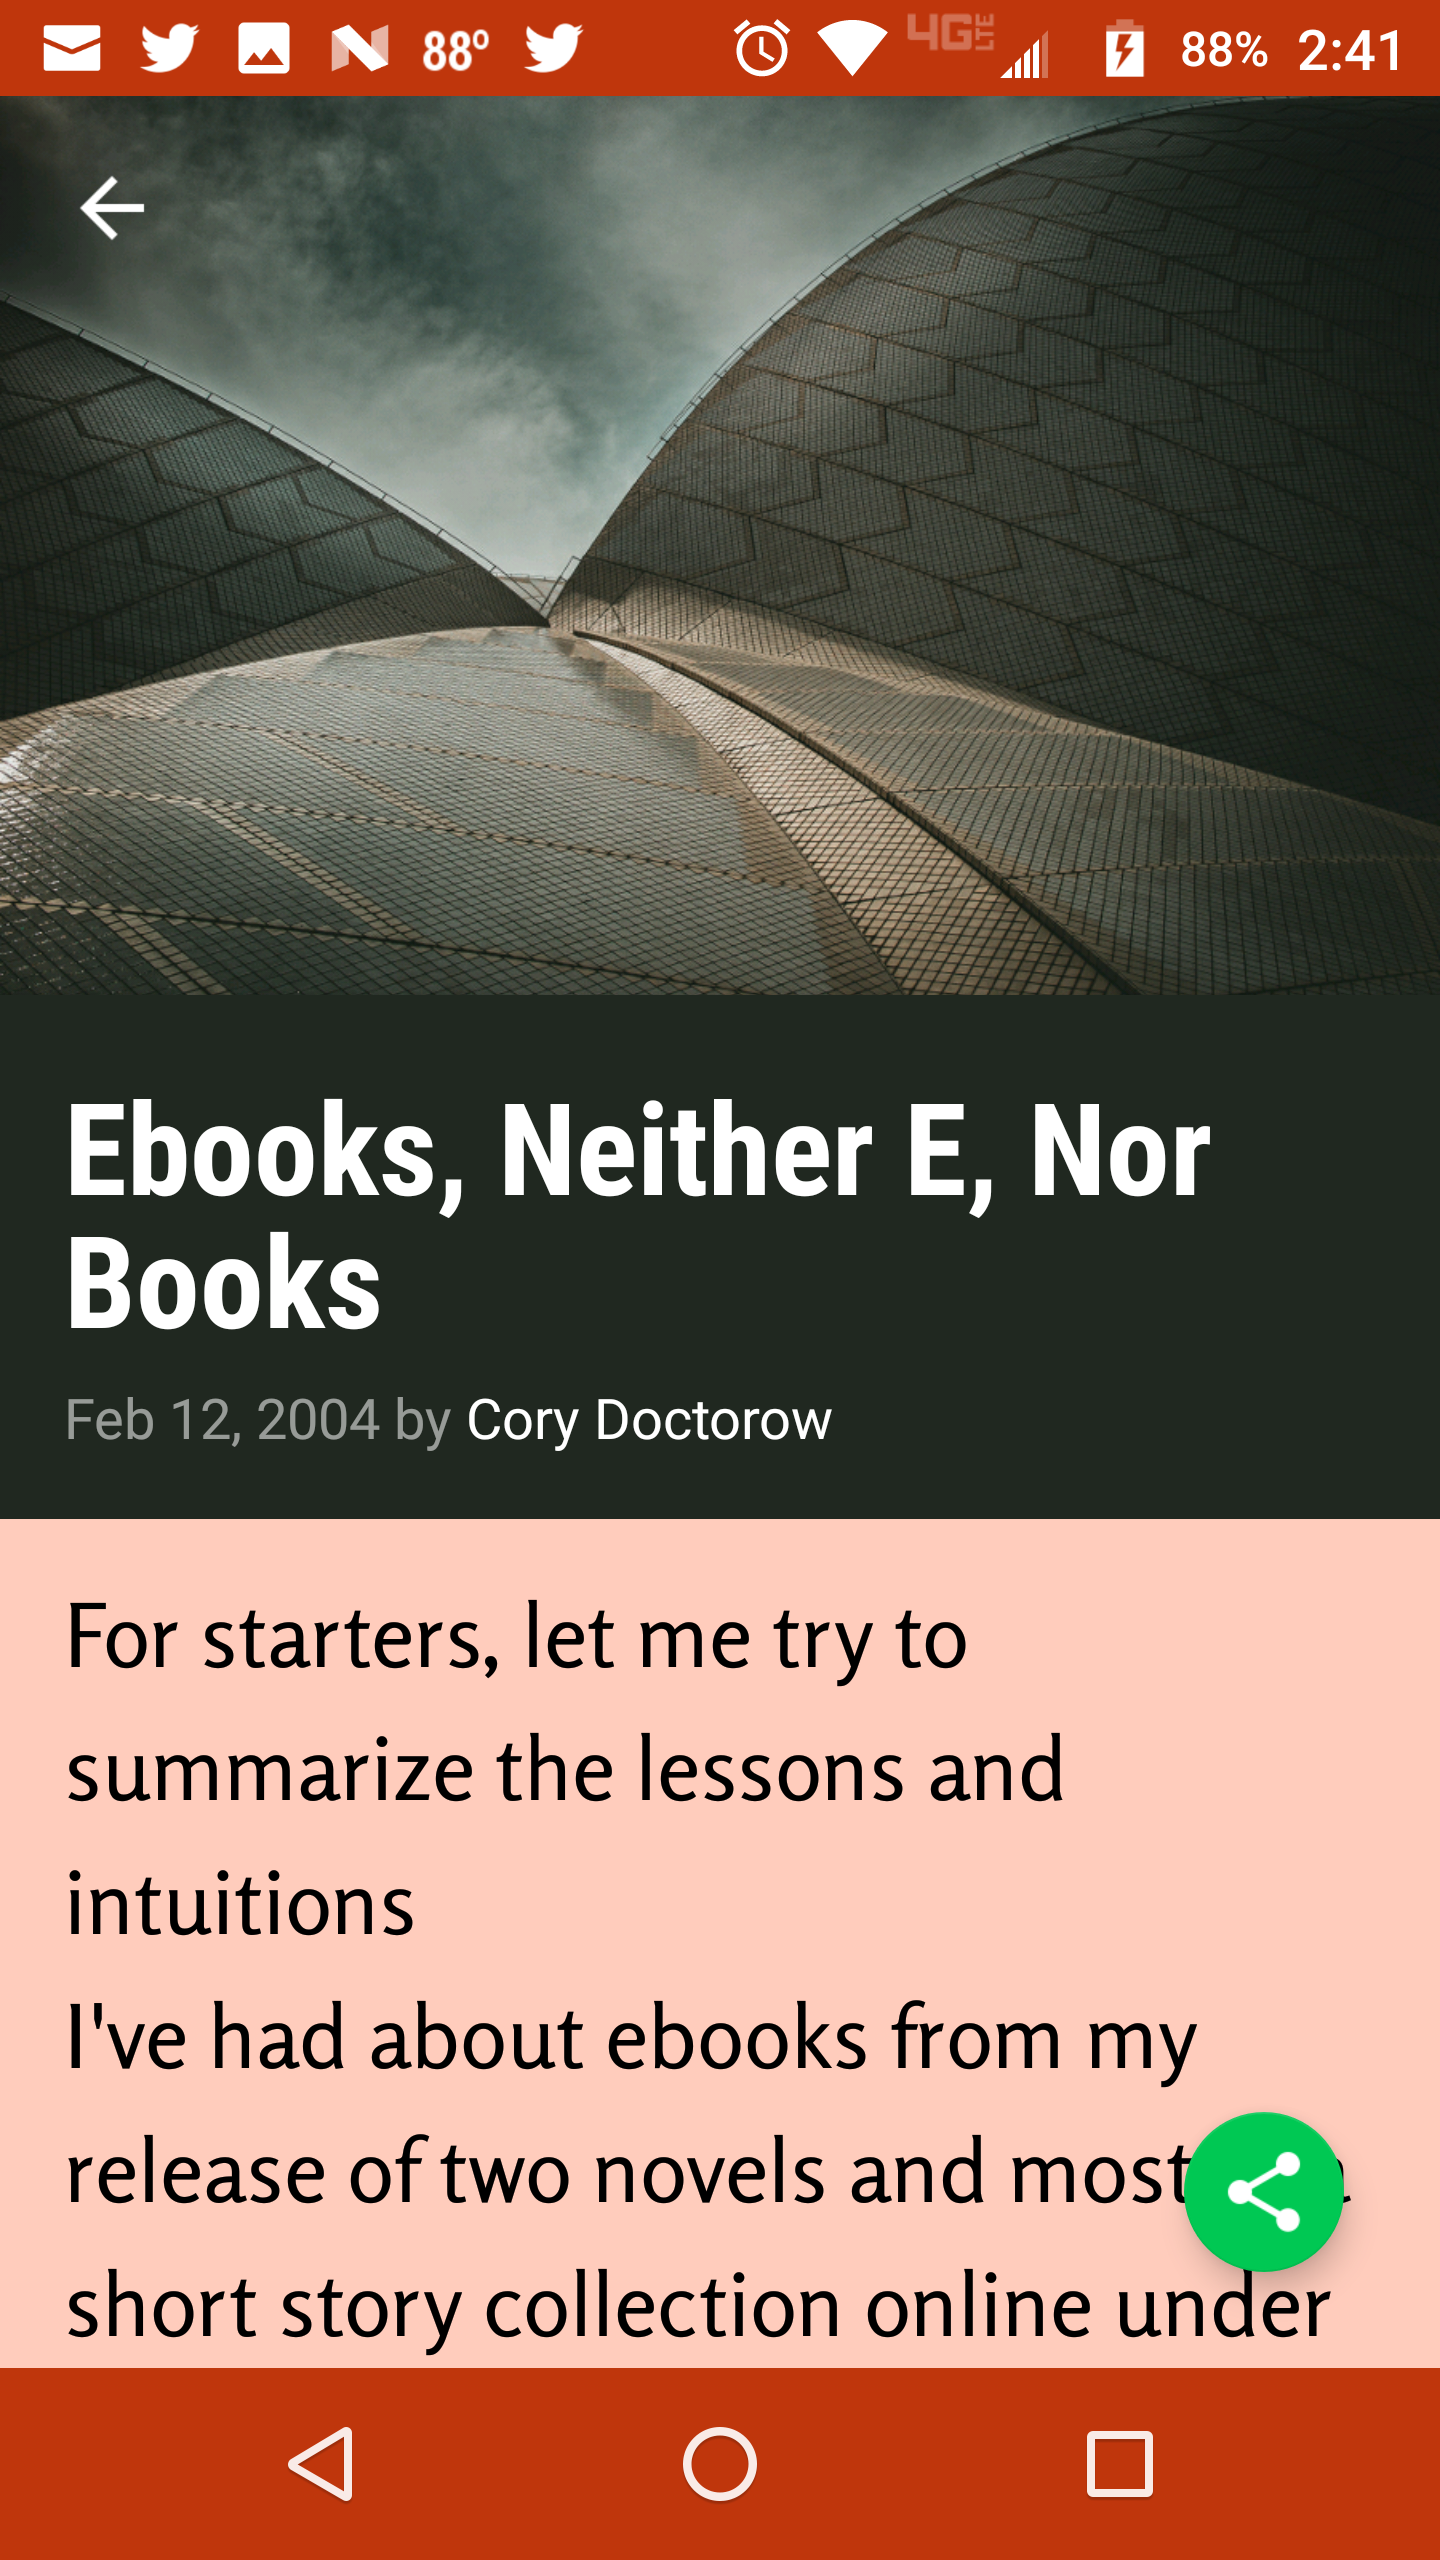 88° 4G LTE 88% 2:41
Ebooks, Neither E, Nor
Books
Feb 12, 2004 by Cory Doctorow
For starters, let me try to
summarize the lessons and
intuitions
I've had about ebooks from my
release of two novels and most
short story collection online under